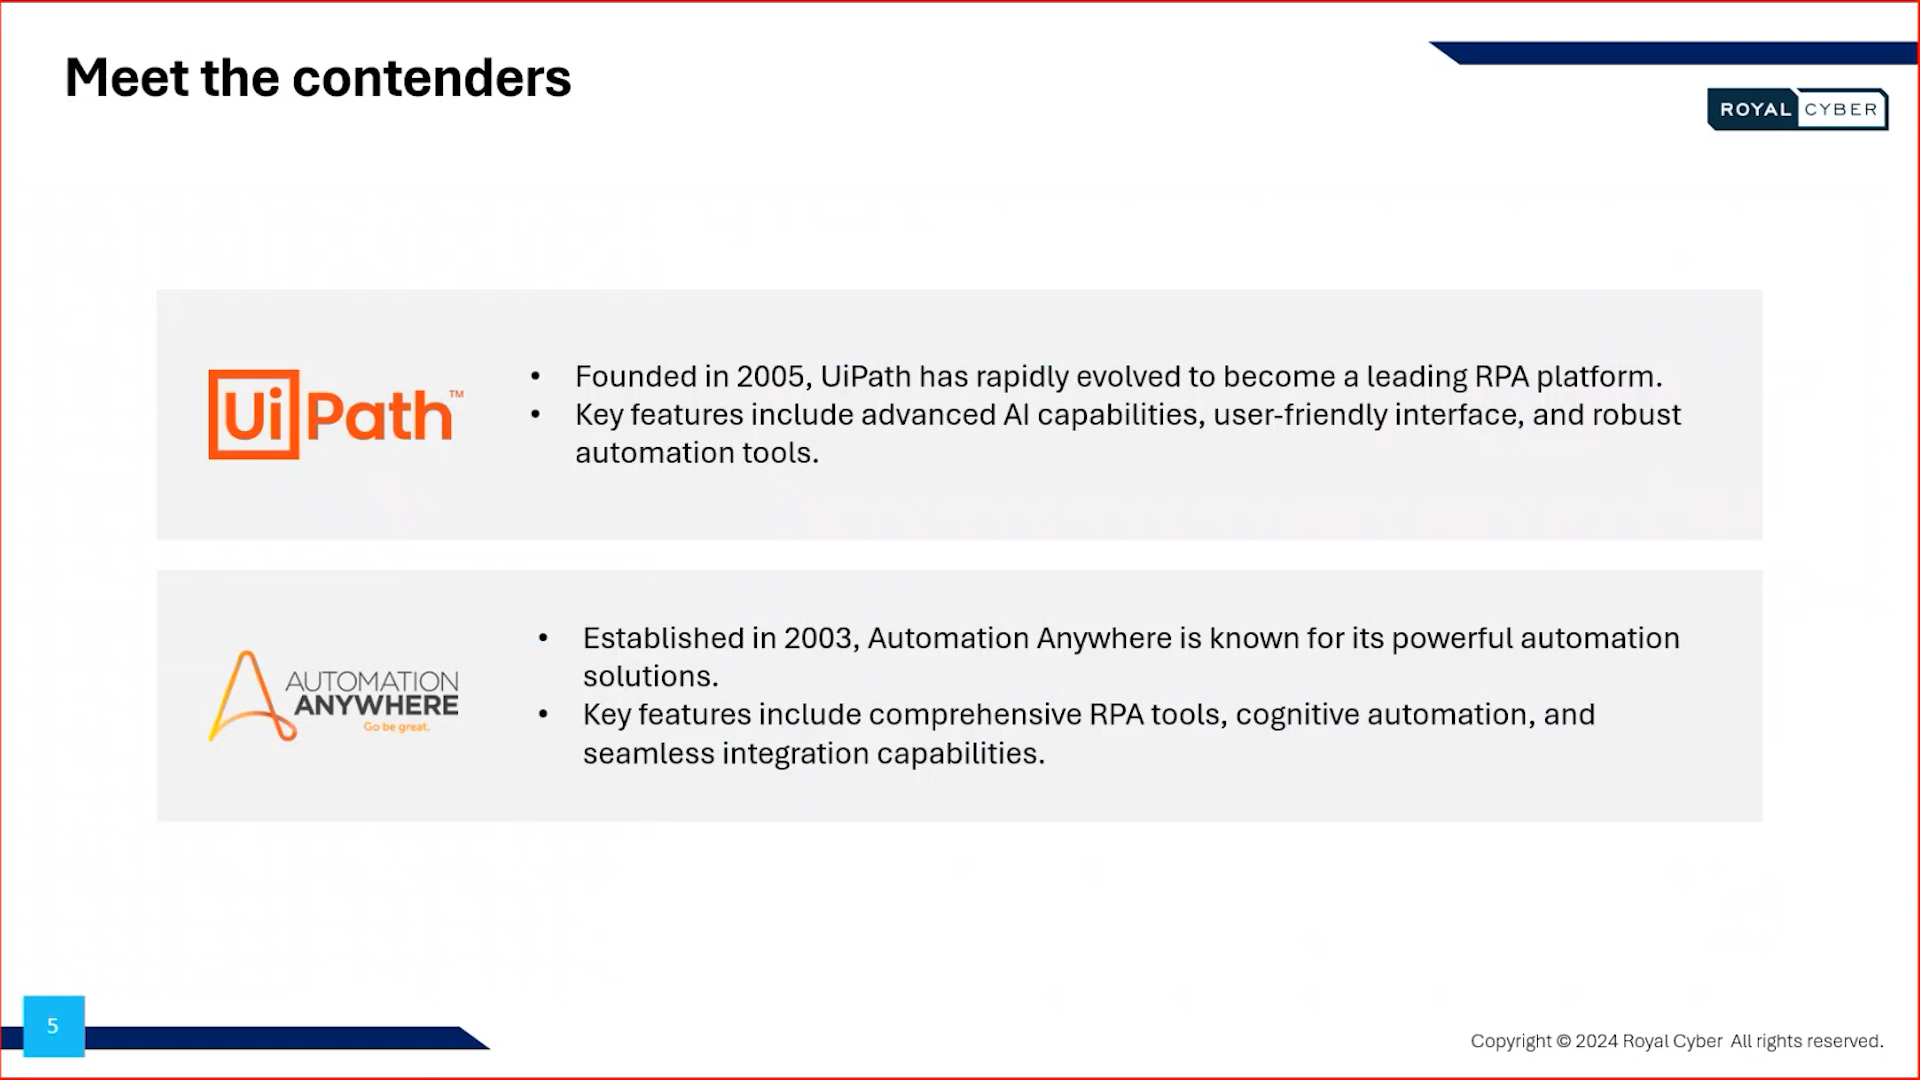 Meet the contenders
ROYAL CYBER
UiPath™
• Founded in 2005, UiPath has rapidly evolved to become a leading RPA platform.
• Key features include advanced AI capabilities, user-friendly interface, and robust
automation tools.
AUTOMATION
ANYWHERE
Go be great.
• Established in 2003, Automation Anywhere is known for its powerful automation
solutions.
• Key features include comprehensive RPA tools, cognitive automation, and
seamless integration capabilities.
5
Copyright © 2024 Royal Cyber All rights reserved.